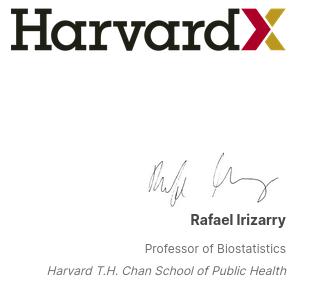 HarvardX
Rafael Irizarry
Professor of Biostatistics
Harvard T.H. Chan School of Public Health